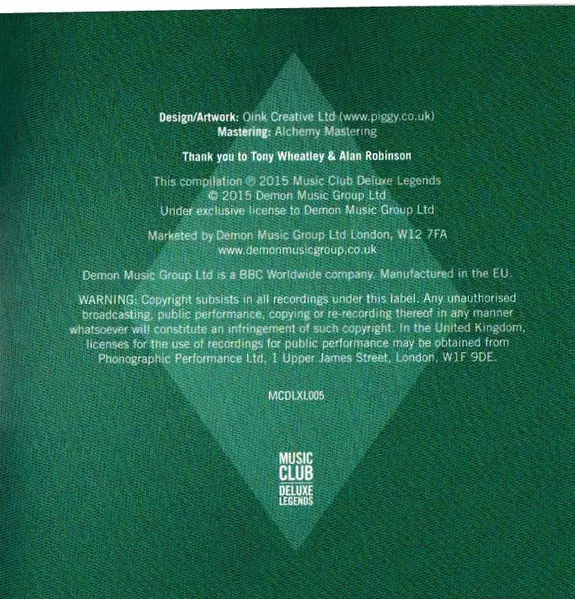 Design/Artwork: Oink Creative Ltd (www.piggy.co.uk)
Mastering: Alchemy Mastering
Thank you to Tony Wheatley & Alan Robinson
This compilation ℗ 2015 Music Club Deluxe Legends
© 2015 Demon Music Group Ltd
Under exclusive license to Demon Music Group Ltd
Marketed by Demon Music Group Ltd London, W12 7FA
www.demonmusicgroup.co.uk
Demon Music Group Ltd is a BBC Worldwide company. Manufactured in the EU.
WARNING: Copyright subsists in all recordings under this label. Any unauthorised
broadcasting, public performance, copying or re-recording thereof in any manner
whatsoever will constitute an infringement of such copyright. In the United Kingdom,
licenses for the use of recordings for public performance may be obtained from
Phonographic Performance Ltd, 1 Upper James Street, London, W1F 9DE.
MCDLXL005
MUSIC
CLUB
DELUXE
LEGENDS